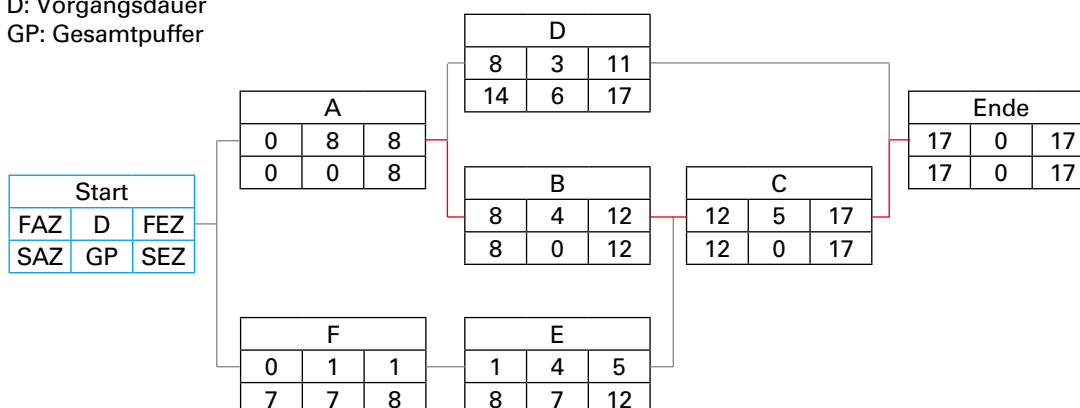 D: Vorgangsdauer
GP: Gesamtpuffer
Start
FAZ D FEZ
SAZ GP SEZ
A
0 8 8
0 0 8
D
8 3 11
14 6 17
B
8 4 12
8 0 12
C
12 5 17
12 0 17
Ende
17 0 17
17 0 17
F
0 1 1
7 7 8
E
1 4 5
8 7 12